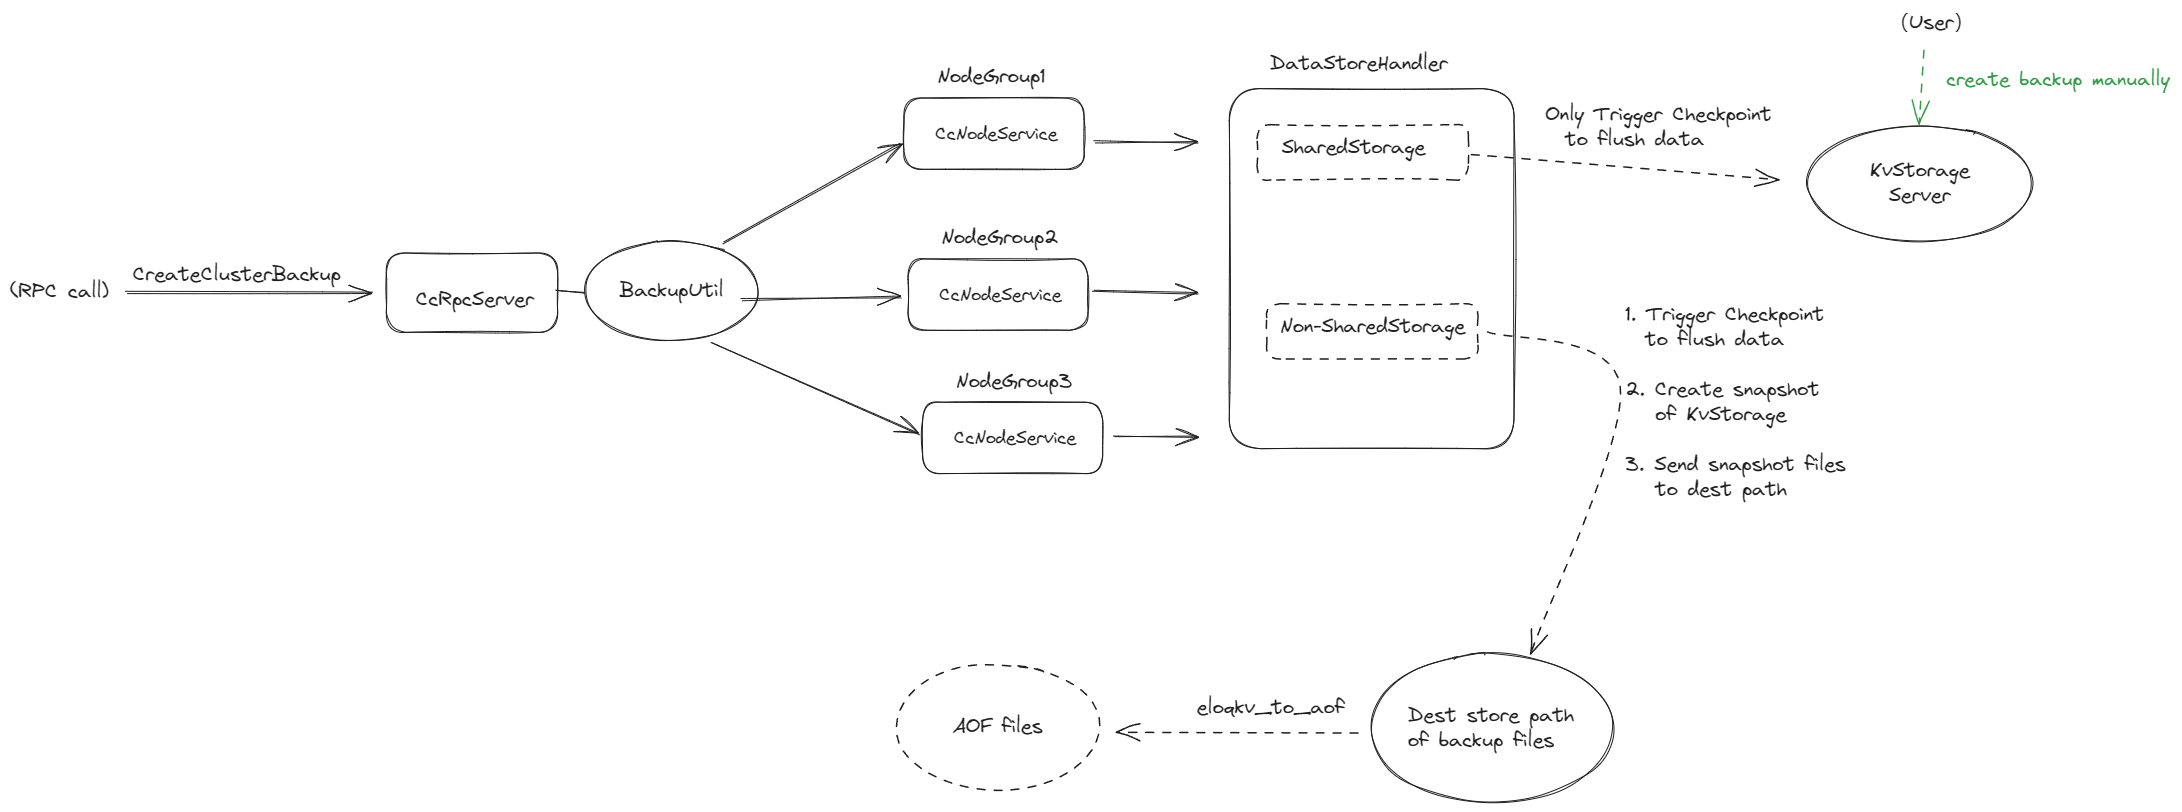 (User)
create backup manually
DataStoreHandler
NodeGroup1
CcNodeService
SharedStorage
Only Trigger Checkpoint
to flush data
KvStorage
Server
NodeGroup2
CcNodeService
(RPC call)
CreateClusterBackup
CcRpcServer
BackupUtil
Non-SharedStorage
1. Trigger Checkpoint
to flush data
2. Create snapshot
of KvStorage
3. Send snapshot files
to dest path
NodeGroup3
CcNodeService
AOF files
eloqkv_to_aof
Dest store path
of backup files